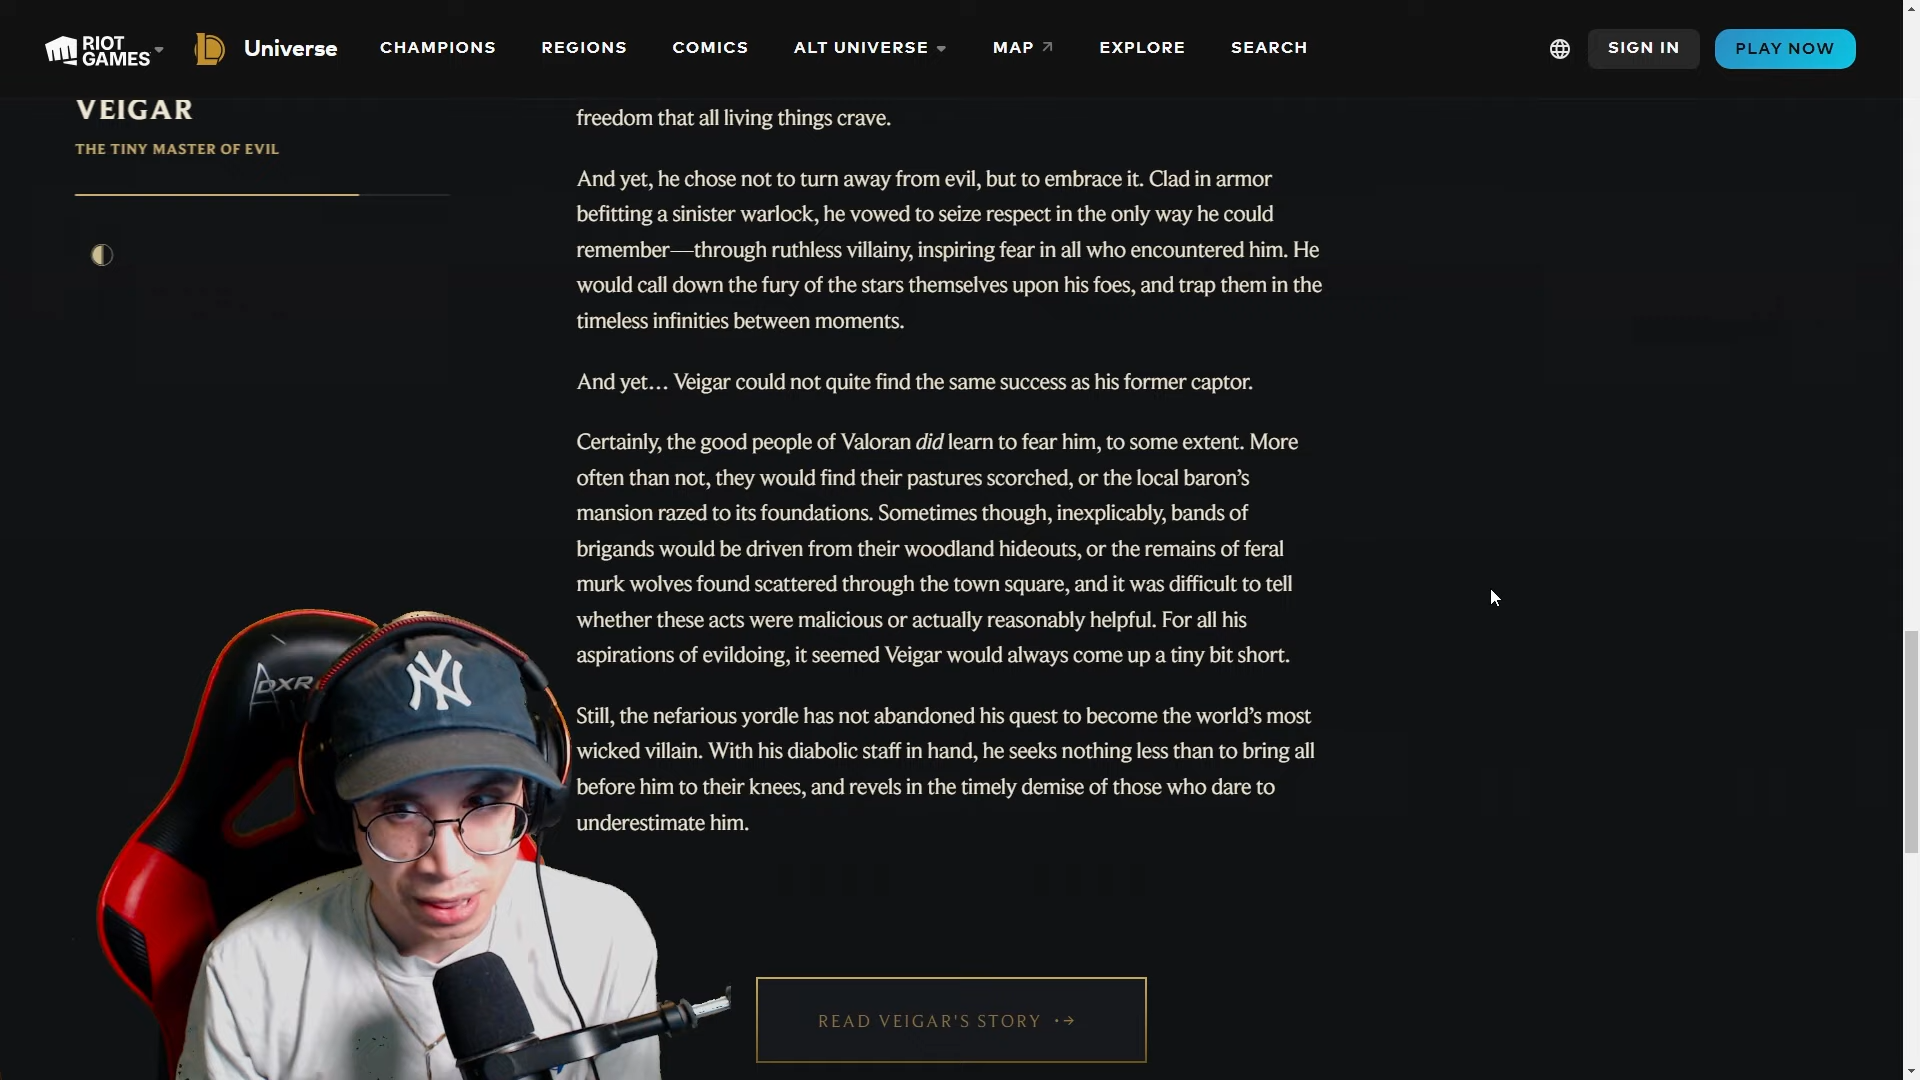 RIOT
GAMES
Universe
CHAMPIONS
REGIONS
COMICS
ALT UNIVERSE
MAP
EXPLORE
SEARCH
SIGN IN
PLAY NOW
VEIGAR
THE TINY MASTER OF EVIL
freedom that all living things crave.
And yet, he chose not to turn away from evil, but to embrace it. Clad in armor
befitting a sinister warlock, he vowed to seize respect in the only way he could
remember—through ruthless villainy, inspiring fear in all who encountered him. He
would call down the fury of the stars themselves upon his foes, and trap them in the
timeless infinities between moments.
And yet… Veigar could not quite find the same success as his former captor.
Certainly, the good people of Valoran did learn to fear him, to some extent. More
often than not, they would find their pastures scorched, or the local baron’s
mansion razed to its foundations. Sometimes though, inexplicably, bands of
brigands would be driven from their woodland hideouts, or the remains of feral
murk wolves found scattered through the town square, and it was difficult to tell
whether these acts were malicious or actually reasonably helpful. For all his
aspirations of evildoing, it seemed Veigar would always come up a tiny bit short.
Still, the nefarious yordle has not abandoned his quest to become the world’s most
wicked villain. With his diabolic staff in hand, he seeks nothing less than to bring all
before him to their knees, and revels in the timely demise of those who dare to
underestimate him.
READ VEIGAR'S STORY
DXR
NY